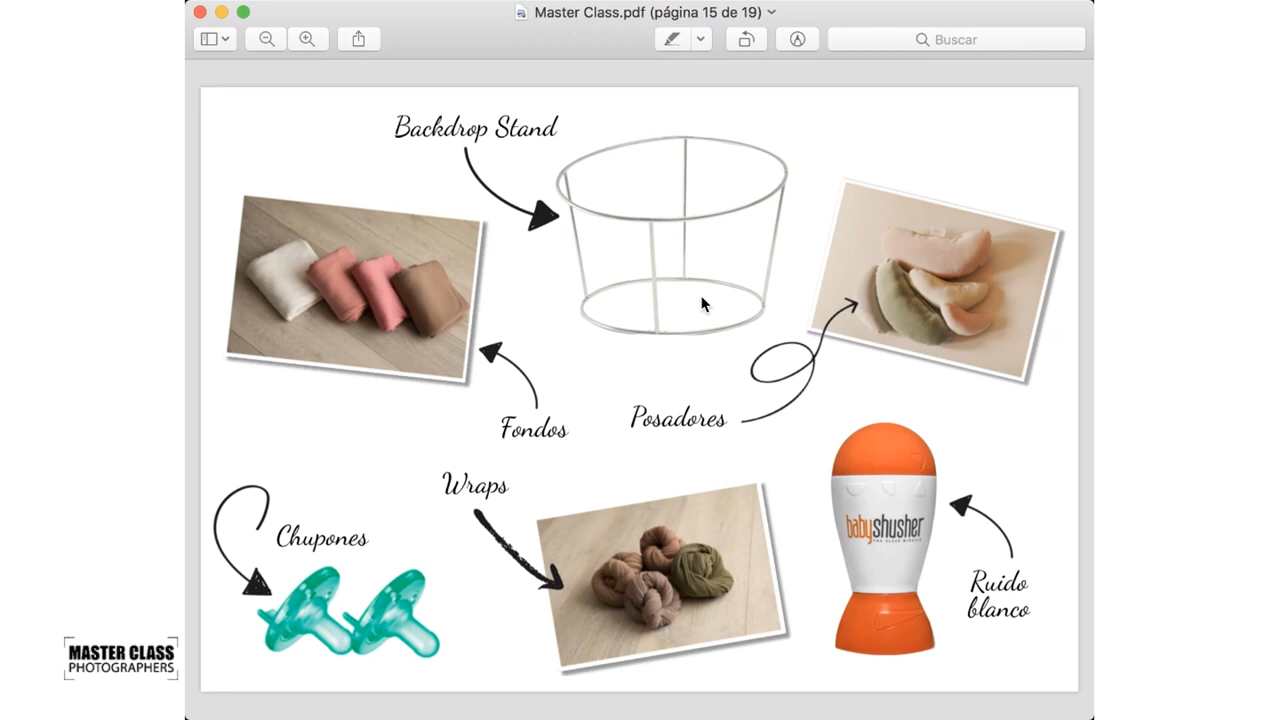 Master Class.pdf (página 15 de 19)
Buscar
Backdrop Stand
Fondos
Posadores
Wraps
Chupones
babyshusher
THE SLEEP MIRACLE
Ruido
blanco
MASTER CLASS
PHOTOGRAPHERS